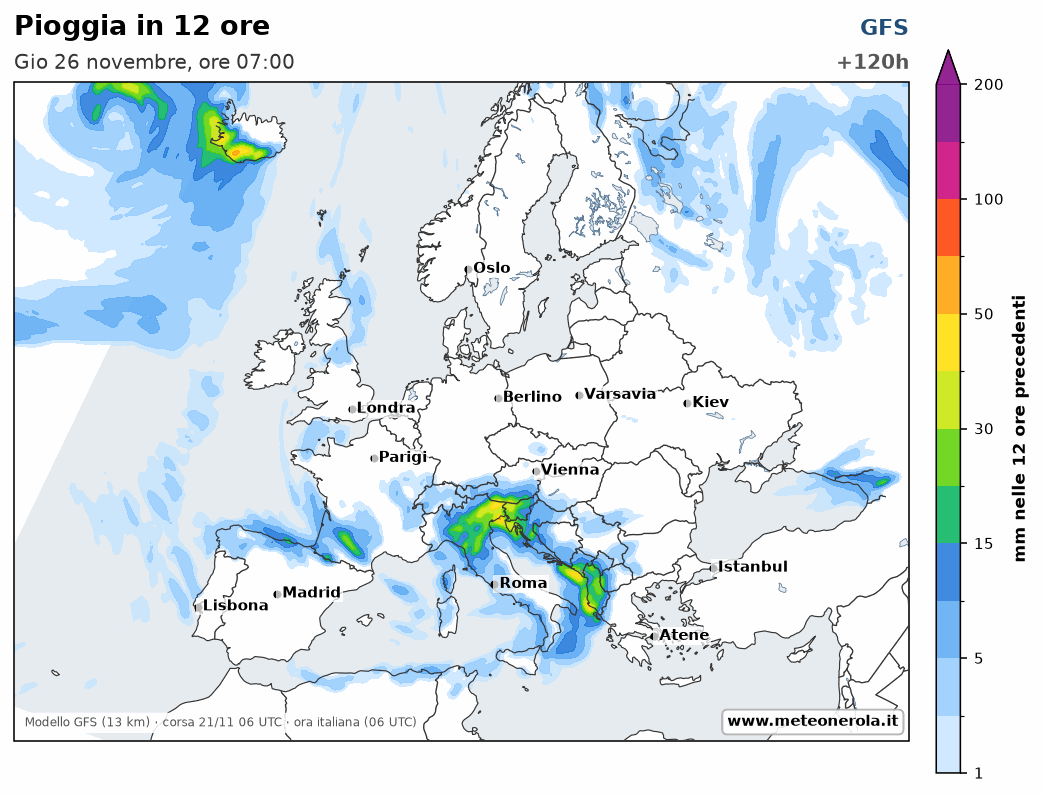 Pioggia in 12 ore
GFS
Gio 26 novembre, ore 07:00
+120h
200
100
50
30
15
5
1
mm nelle 12 ore precedenti
Oslo
Berlino
Varsavia
Kiev
Londra
Parigi
Vienna
Istanbul
Roma
Madrid
Lisbona
Atene
Modello GFS (13 km) · corsa 21/11 06 UTC · ora italiana (06 UTC)
www.meteonerola.it